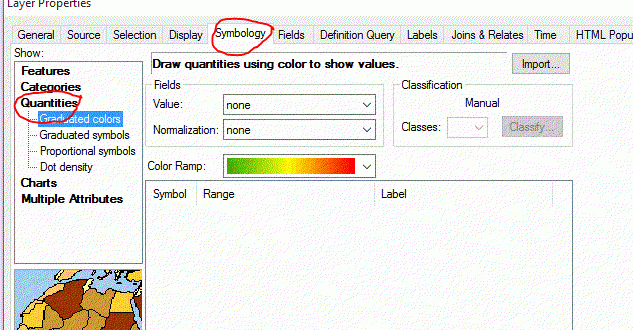 Layer Properties
General Source Selection Display Symbology Fields Definition Query Labels Joins & Relates Time HTML Popu
Show:
Features
Categories
Quantities
Graduated colors
Graduated symbols
Proportional symbols
Dot density
Charts
Multiple Attributes
Draw quantities using color to show values.
Import...
Fields
Value: none
Normalization: none
Classification
Manual
Classes: Classify...
Color Ramp:
Symbol Range Label